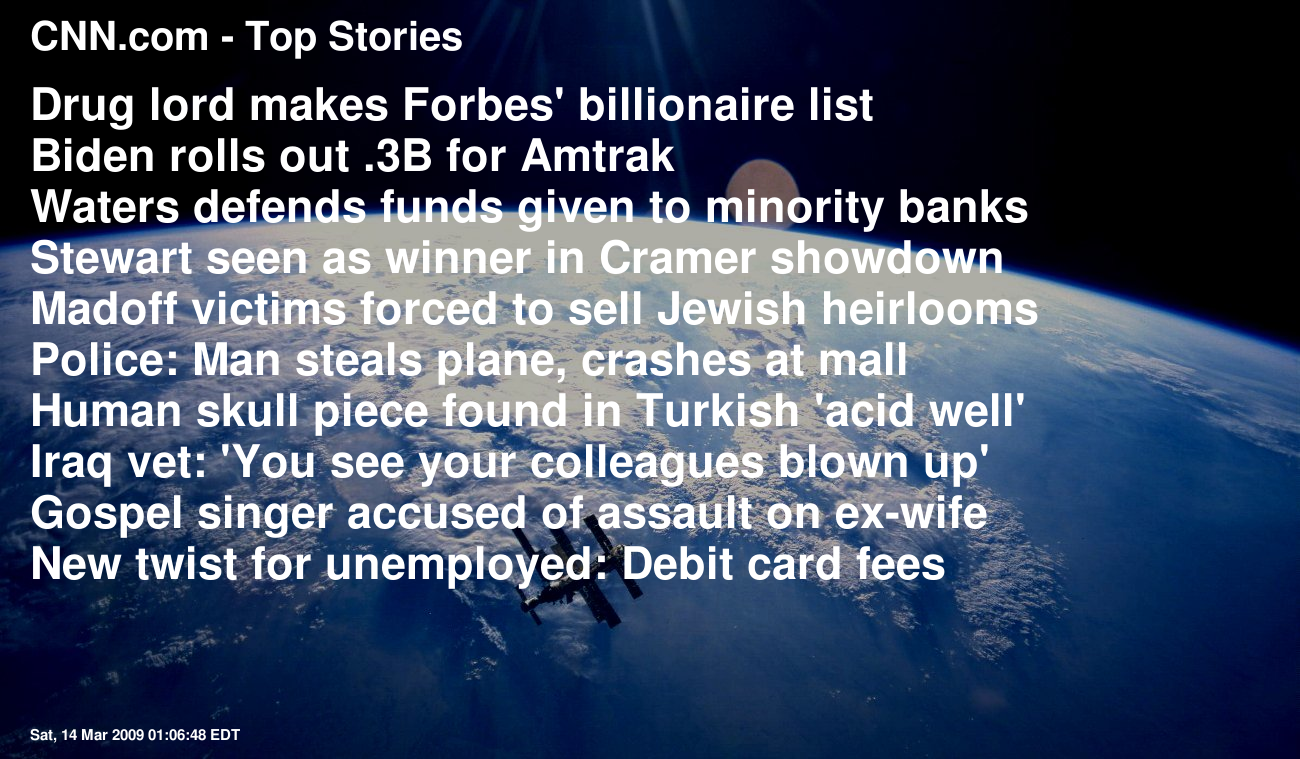 CNN.com - Top Stories
Drug lord makes Forbes' billionaire list
Biden rolls out .3B for Amtrak
Waters defends funds given to minority banks
Stewart seen as winner in Cramer showdown
Madoff victims forced to sell Jewish heirlooms
Police: Man steals plane, crashes at mall
Human skull piece found in Turkish 'acid well'
Iraq vet: 'You see your colleagues blown up'
Gospel singer accused of assault on ex-wife
New twist for unemployed: Debit card fees
Sat, 14 Mar 2009 01:06:48 EDT